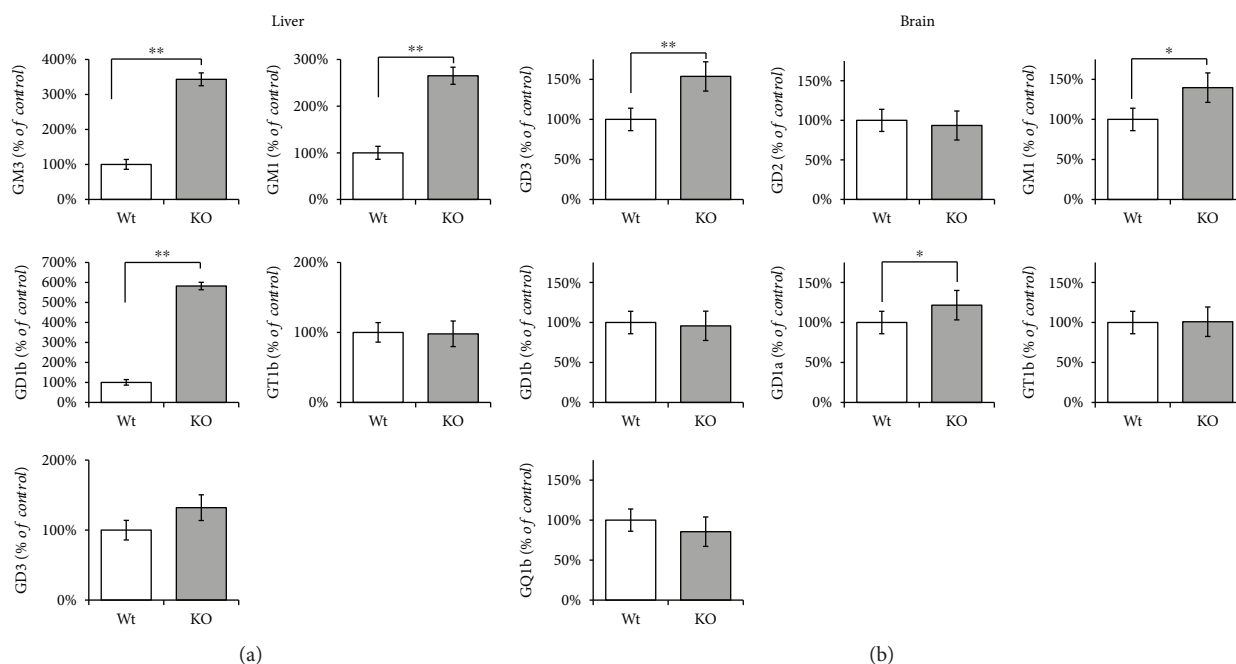 Liver
Brain
GM3 (% of control)
400%
300%
200%
100%
0%
**
Wt
KO
GM1 (% of control)
300%
200%
100%
0%
**
Wt
KO
GD3 (% of control)
150%
100%
50%
0%
**
Wt
KO
GD2 (% of control)
150%
100%
50%
0%
Wt
KO
GM1 (% of control)
150%
100%
50%
0%
*
Wt
KO
GD1b (% of control)
700%
600%
500%
400%
300%
200%
100%
0%
**
Wt
KO
GT1b (% of control)
200%
100%
0%
Wt
KO
GD1b (% of control)
150%
100%
50%
0%
Wt
KO
GD1a (% of control)
150%
100%
50%
0%
*
Wt
KO
GT1b (% of control)
150%
100%
50%
0%
Wt
KO
GD3 (% of control)
200%
100%
0%
Wt
KO
GQ1b (% of control)
150%
100%
50%
0%
Wt
KO
(a)
(b)